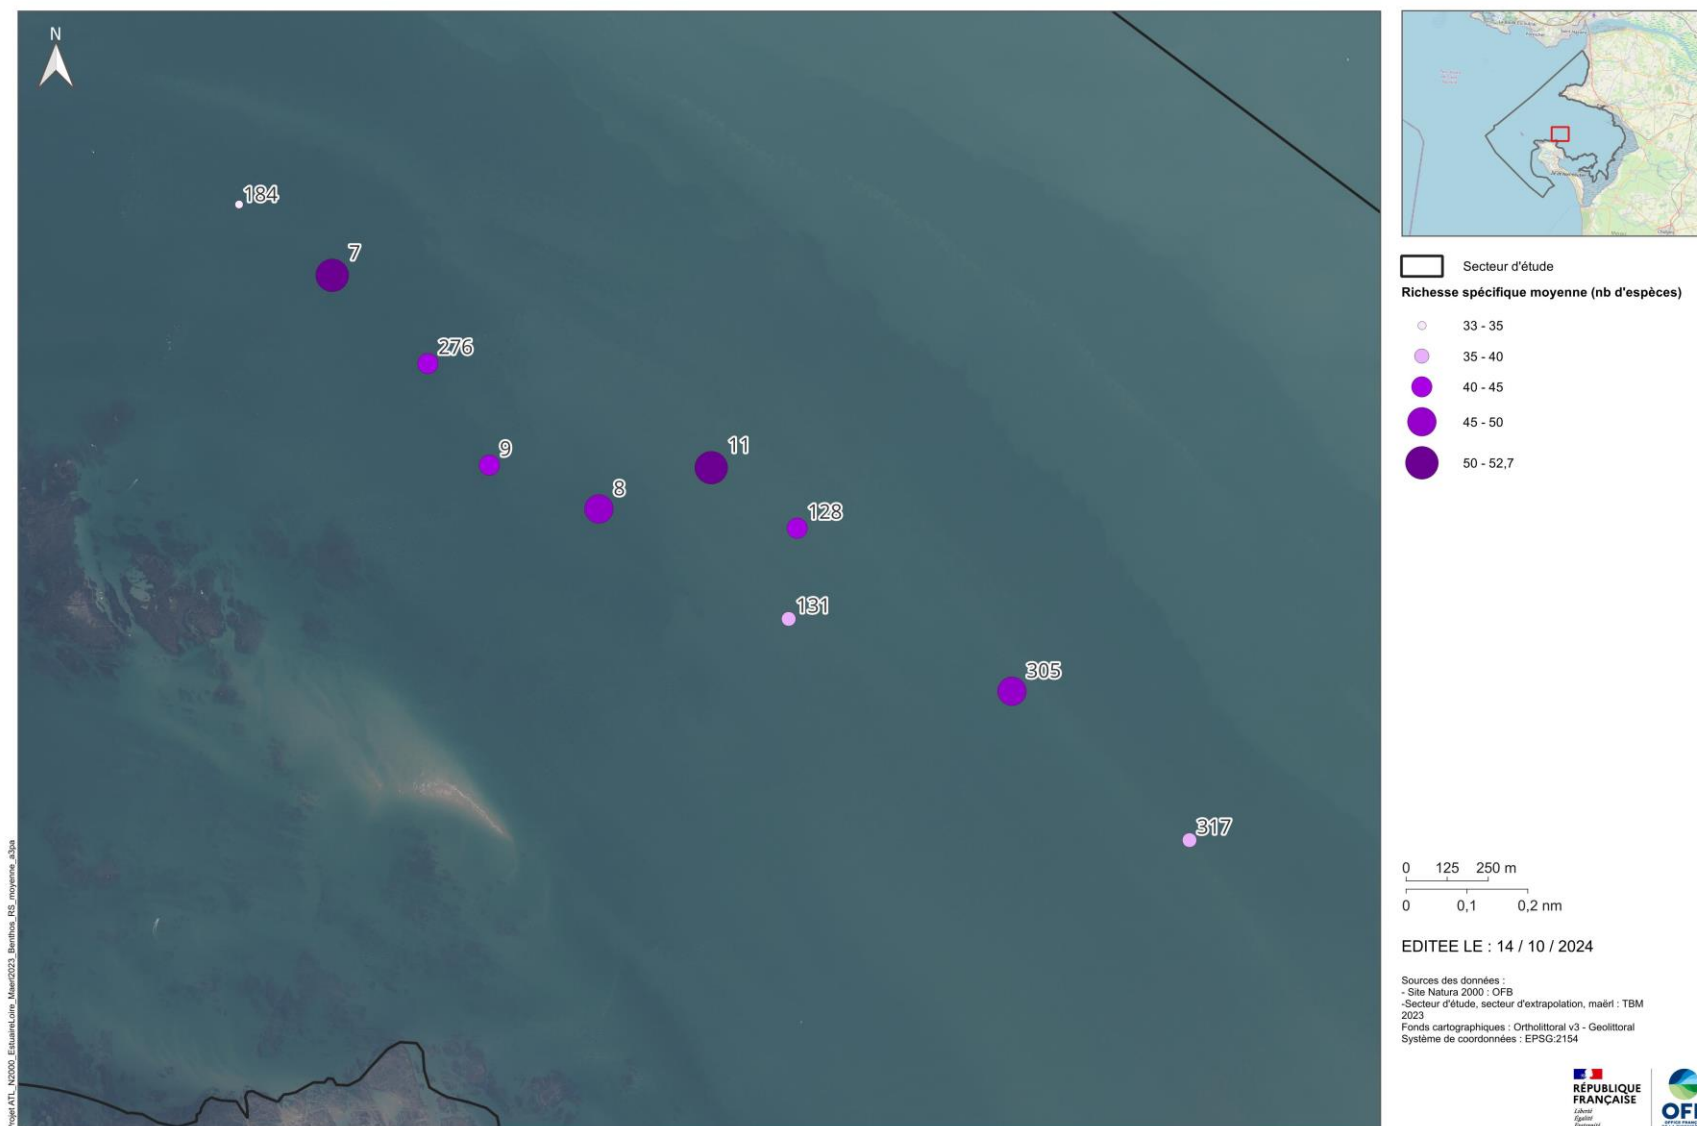 N
184
7
276
9
8
11
128
131
305
317
Secteur d'étude
Richesse spécifique moyenne (nb d'espèces)
33 - 35
35 - 40
40 - 45
45 - 50
50 - 52,7
0 125 250 m
0 0,1 0,2 nm
EDITEE LE : 14 / 10 / 2024
Sources des données :
- Site Natura 2000 : OFB
-Secteur d'étude, secteur d'extrapolation, maërl : TBM
2023
Fonds cartographiques : Ortholittoral v3 - Geolittoral
Système de coordonnées : EPSG:2154
RÉPUBLIQUE
FRANÇAISE
Liberté
Égalité
Fraternité